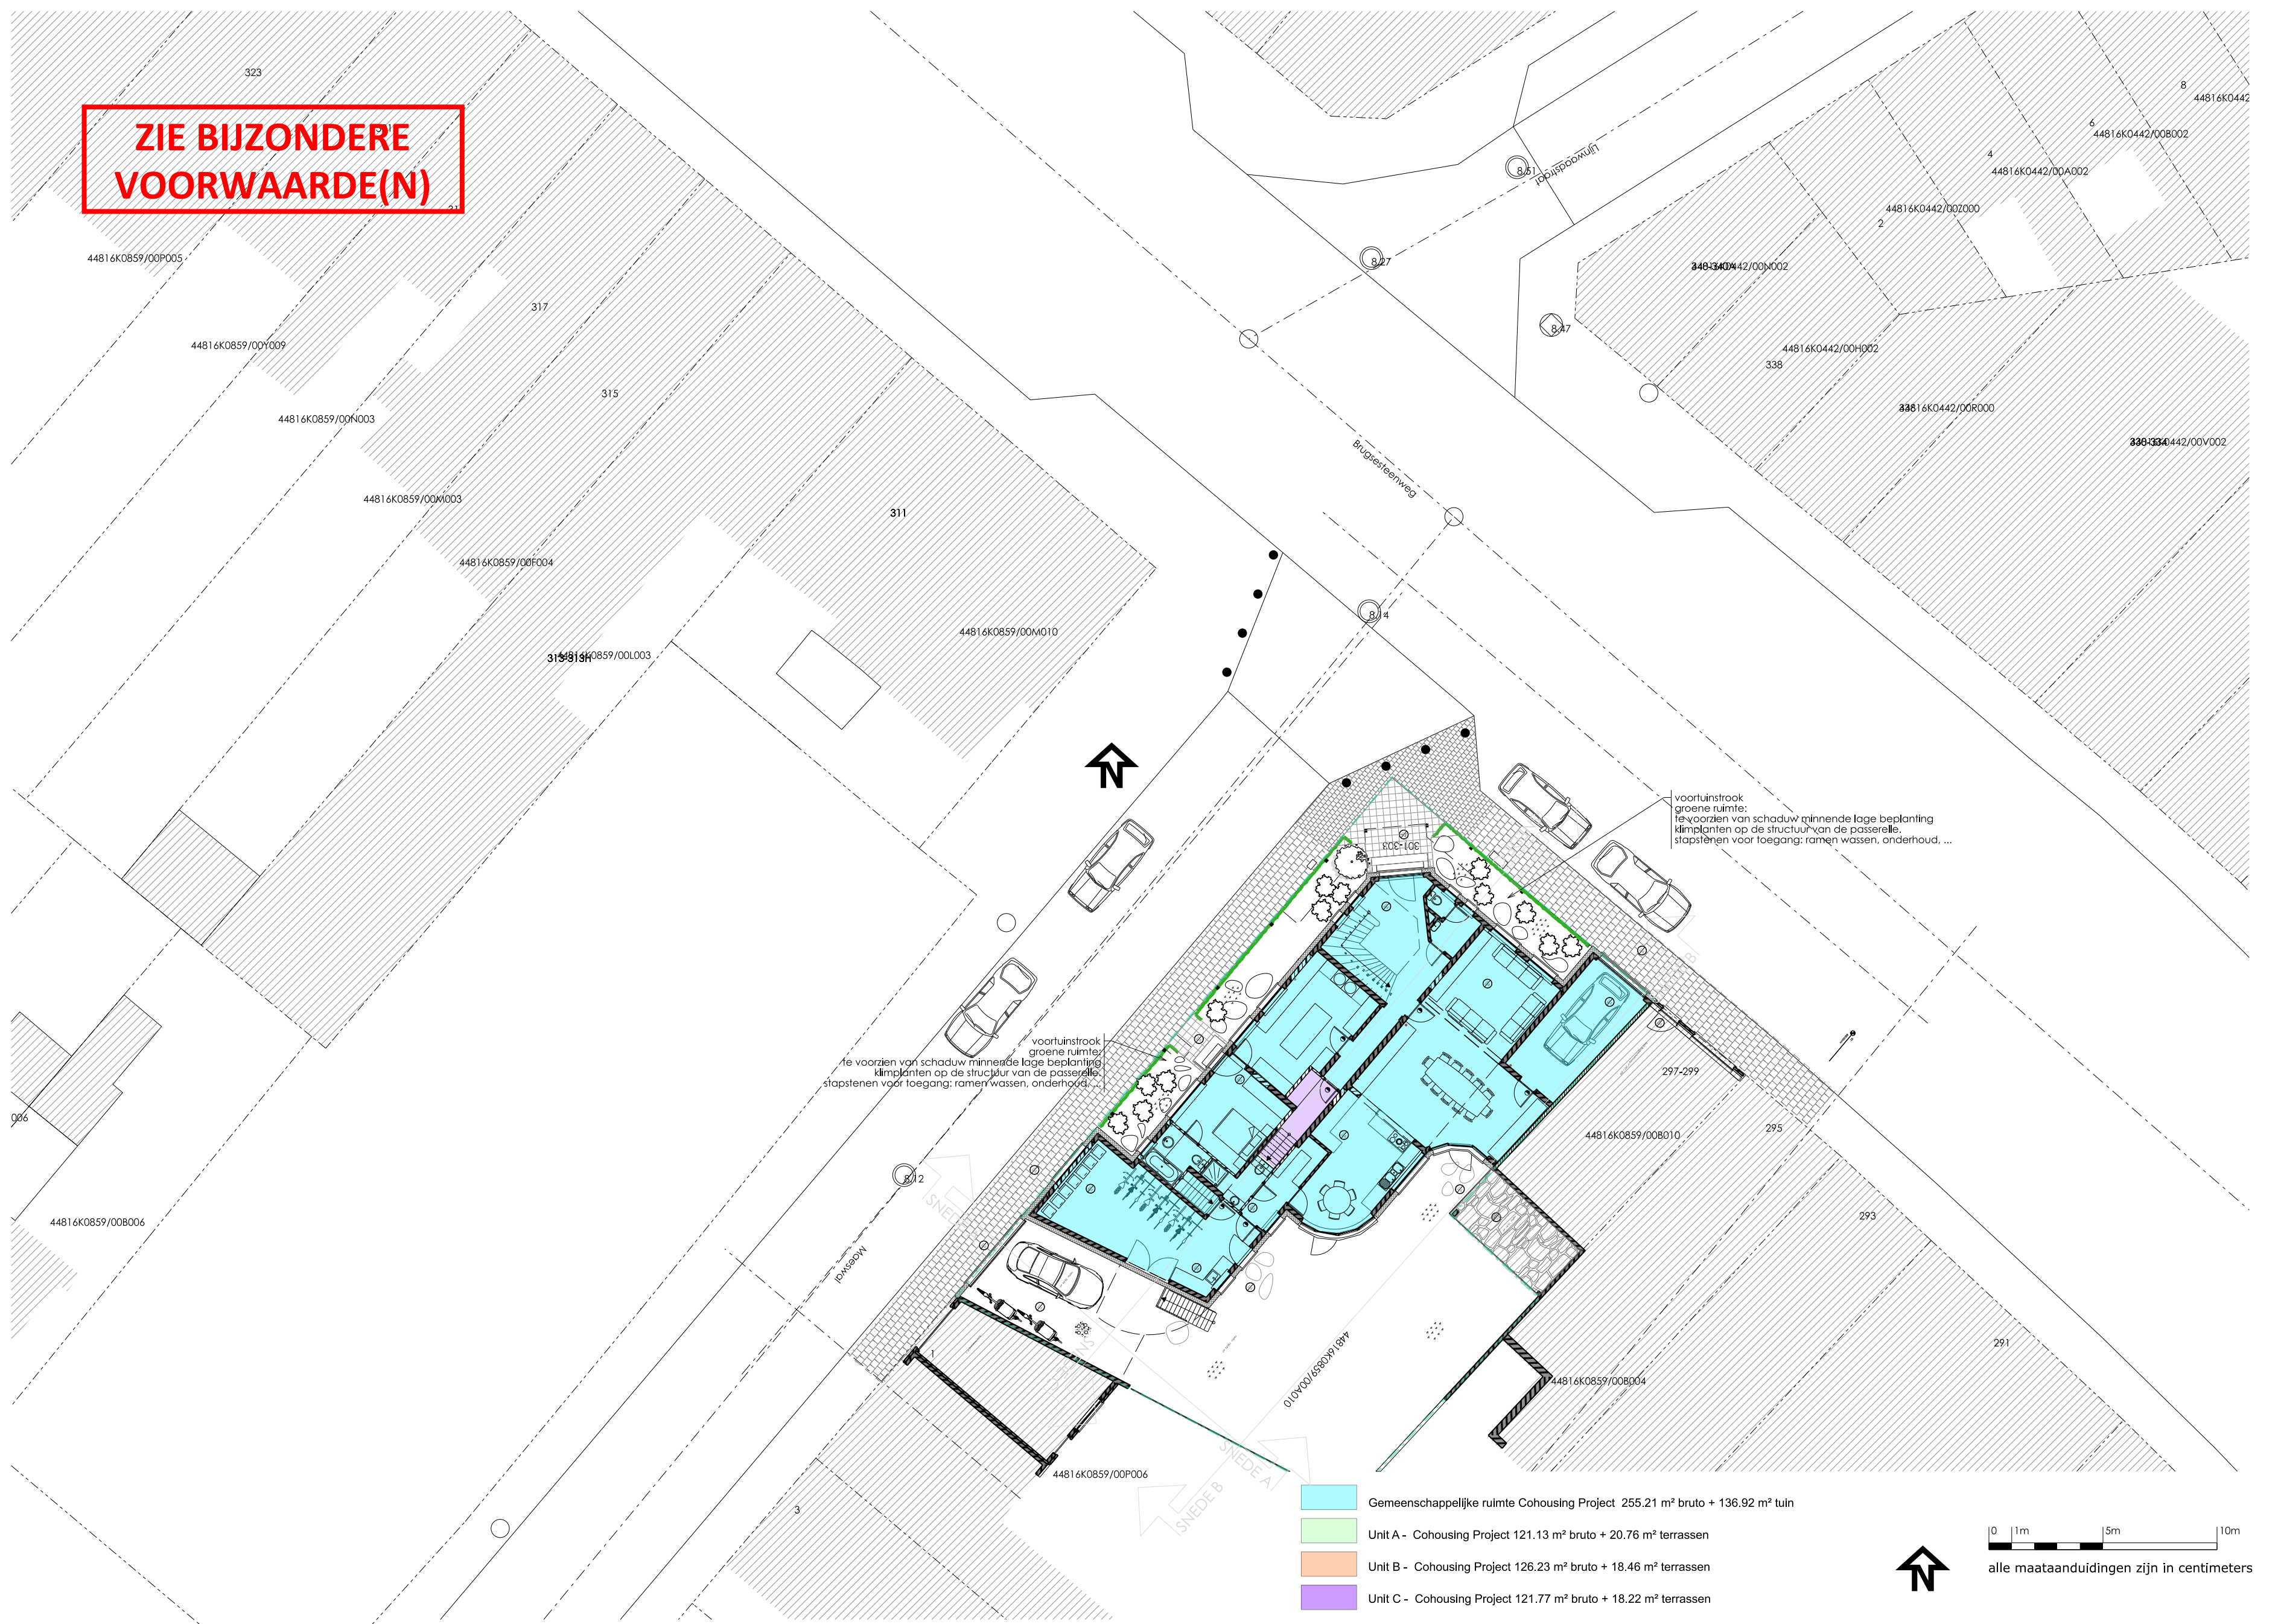 323
ZIE BIJZONDERE
VOORWAARDE(N)
8
44816K0442
6
44816K0442/00B002
4
44816K0442/00A002
Lijnwaadstraat
8.51
44816K0442/00Z000
2
44816K0859/00P005
8.27
44816K0442/00N002
317
8.47
44816K0859/00Y009
44816K0442/00H002
338
315
44816K0442/00R000
44816K0859/00N003
330-334
44816K0442/00V002
Brugsesteenweg
44816K0859/00M003
311
44816K0859/00F004
8.14
44816K0859/00M010
313-313H
44816K0859/00L003
N
voortuinstrook
groene ruimte:
te voorzien van schaduw minnende lage beplanting
klimplanten op de structuur van de passerelle.
stapstenen voor toegang: ramen wassen, onderhoud, ...
301-303
voortuinstrook
groene ruimte:
te voorzien van schaduw minnende lage beplanting
klimplanten op de structuur van de passerelle.
stapstenen voor toegang: ramen wassen, onderhoud, ...
297-299
006
295
44816K0859/00B010
8.12
SNEDE
44816K0859/00B006
293
Maeswal
291
1
44816K0859/00A010
44816K0859/00B004
SNEDE A
44816K0859/00P006
SNEDE B
3
Gemeenschappelijke ruimte Cohousing Project 255.21 m² bruto + 136.92 m² tuin
Unit A - Cohousing Project 121.13 m² bruto + 20.76 m² terrassen
Unit B - Cohousing Project 126.23 m² bruto + 18.46 m² terrassen
Unit C - Cohousing Project 121.77 m² bruto + 18.22 m² terrassen
0 1m 5m 10m
N
alle maataanduidingen zijn in centimeters